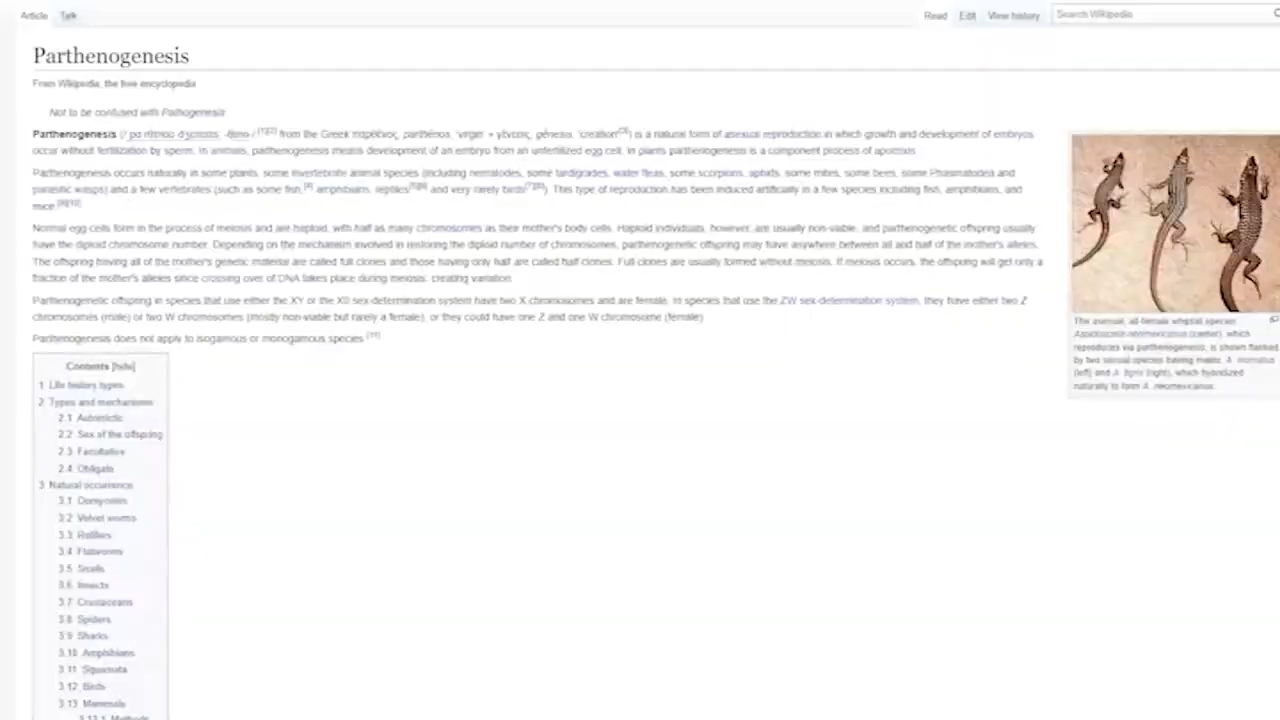 Article Talk Read Edit View history Search Wikipedia
Parthenogenesis
From Wikipedia, the free encyclopedia
Not to be confused with Pathogenesis
Parthenogenesis from the Greek παρθένος, parthenos, 'virgin' + γένεσις, genesis, 'creation'[3]) is a natural form of asexual reproduction in which growth and development of embryos
occur without fertilization by sperm. In animals, parthenogenesis means development of an embryo from an unfertilized egg cell. In plants parthenogenesis is a component process of apomixis.
Parthenogenesis occurs naturally in some plants, some invertebrate animal species (including nematodes, some tardigrades, water fleas, some scorpions, aphids, some mites, some bees, some Phasmatodea and
parasitic wasps) and a few vertebrates (such as some fish,[4] amphibians, reptiles[5][6] and very rarely birds[7][8]). This type of reproduction has been induced artificially in a few species including fish, amphibians, and
mice.[9][10]
Normal egg cells form in the process of meiosis and are haploid, with half as many chromosomes as their mother's body cells. Haploid individuals, however, are usually non-viable, and parthenogenetic offspring usually
have the diploid chromosome number. Depending on the mechanism involved in restoring the diploid number of chromosomes, parthenogenetic offspring may have anywhere between all and half of the mother's alleles.
The offspring having all of the mother's genetic material are called full clones and those having only half are called half clones. Full clones are usually formed without meiosis. If meiosis occurs, the offspring will get only a
fraction of the mother's alleles since crossing over of DNA takes place during meiosis, creating variation.
Parthenogenetic offspring in species that use either the XY or the X0 sex-determination system have two X chromosomes and are female. In species that use the ZW sex-determination system, they have either two Z
chromosomes (male) or two W chromosomes (mostly non-viable but rarely a female), or they could have one Z and one W chromosome (female)
Parthenogenesis does not apply to isogamous or monogamous species.[11]
The asexual, all-female whiptail species
Aspidoscelis neomexicanus (center), which
reproduces via parthenogenesis, is shown flanked
by two sexual species having males, A. inornatus
(left) and A. tigris (right), which hybridized
naturally to form A. neomexicanus.
Contents [hide]
1 Life history types
2 Types and mechanisms
2.1 Automictic
2.2 Sex of the offspring
2.3 Facultative
2.4 Obligate
3 Natural occurrence
3.1 Oomycetes
3.2 Velvet worms
3.3 Rotifers
3.4 Flatworms
3.5 Snails
3.6 Insects
3.7 Crustaceans
3.8 Spiders
3.9 Sharks
3.10 Amphibians
3.11 Squamata
3.12 Birds
3.13 Mammals
3.13.1 Methods